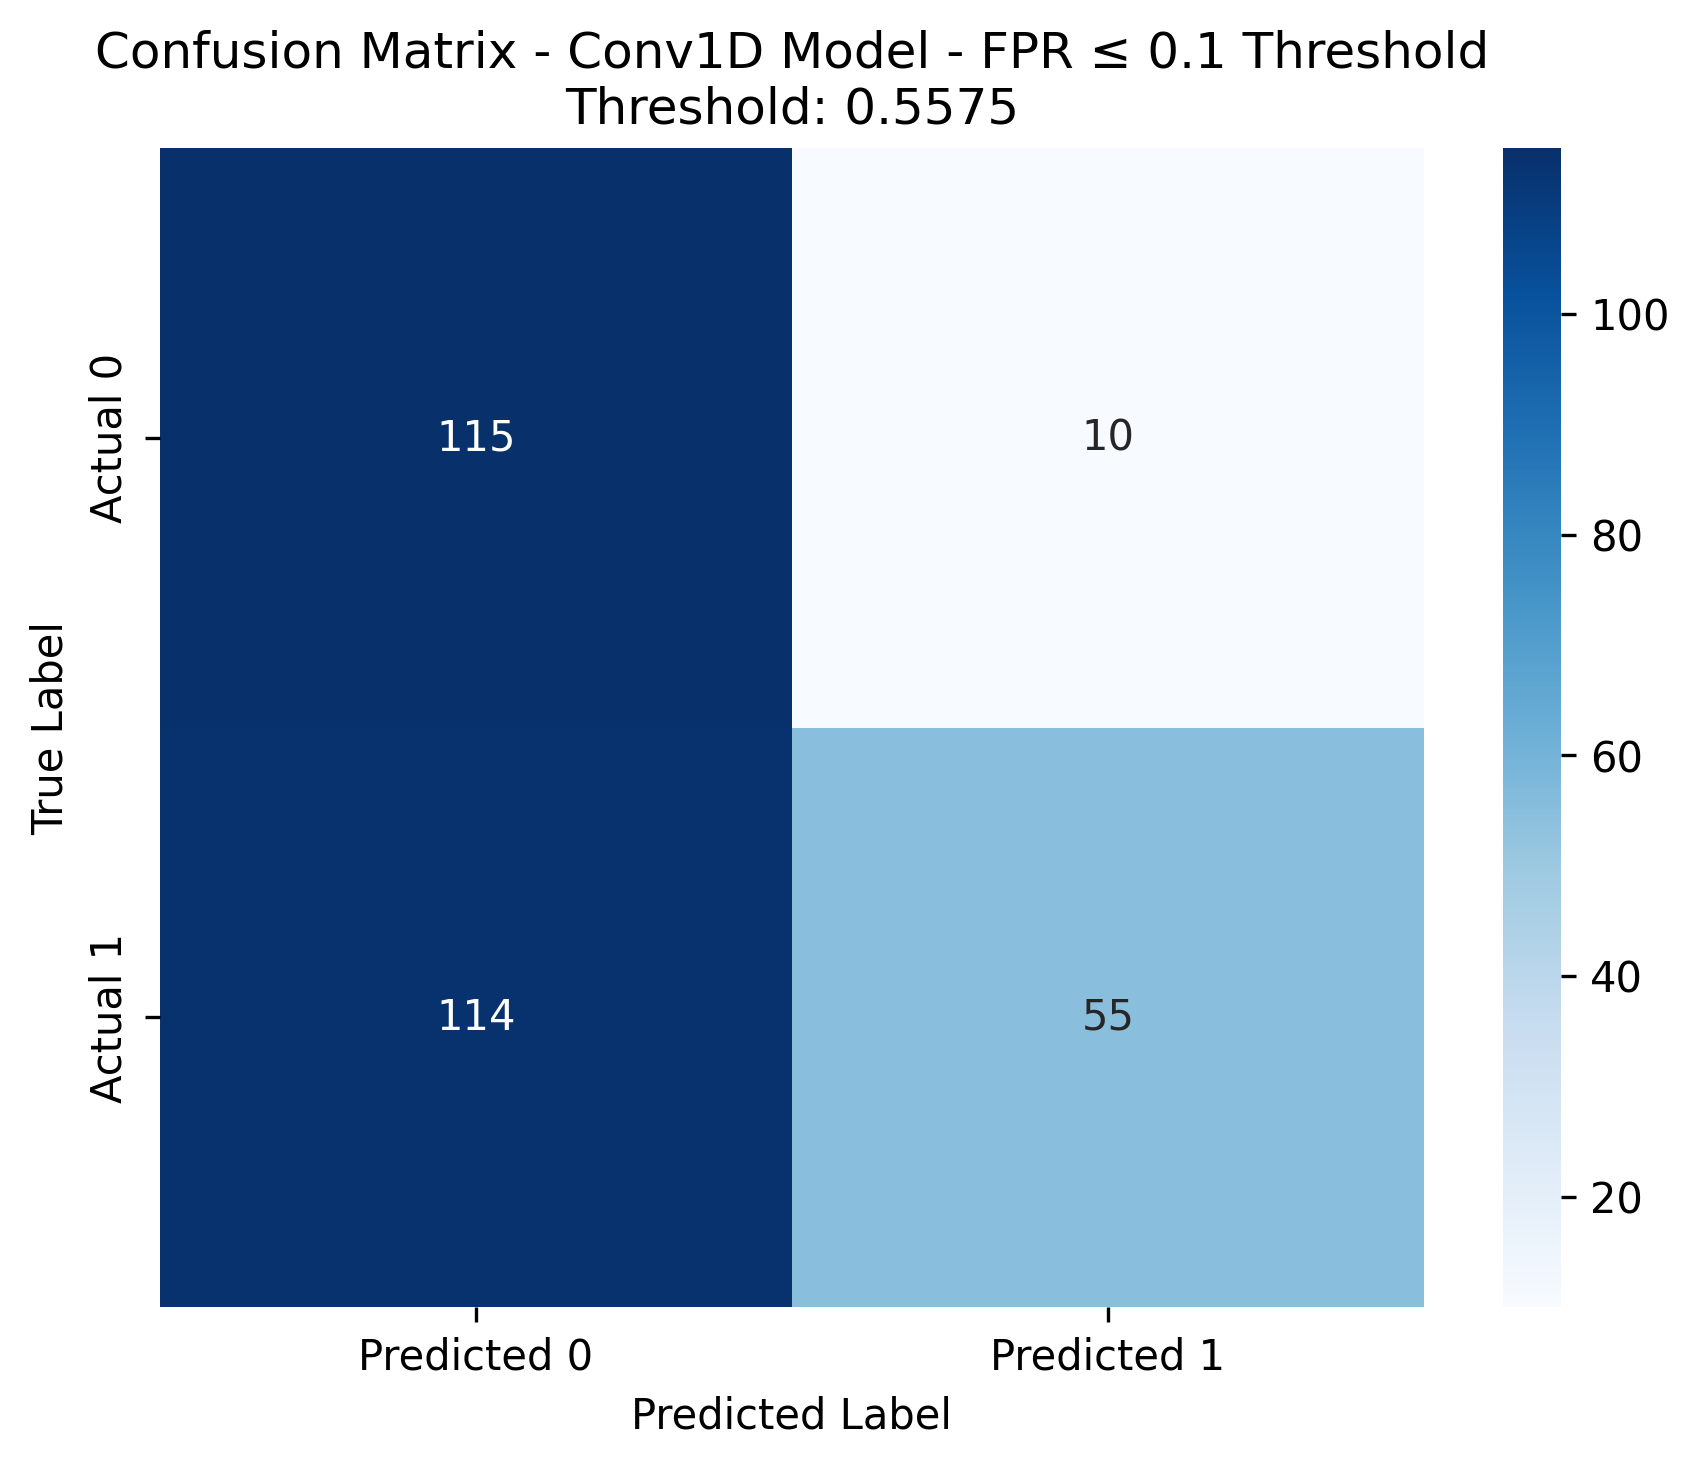 Confusion Matrix - Conv1D Model - FPR ≤ 0.1 Threshold
Threshold: 0.5575
True Label
Actual 0
115
10
Actual 1
114
55
Predicted 0
Predicted 1
Predicted Label
100
80
60
40
20